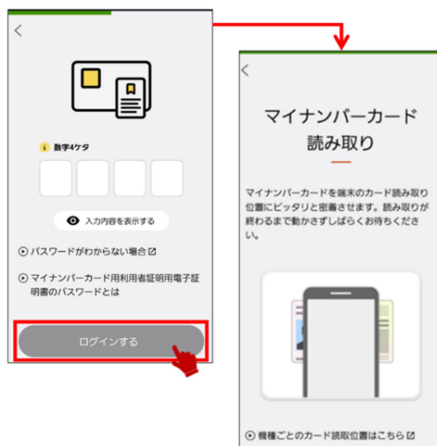 数字4ケタ
入力内容を表示する
パスワードがわからない場合
マイナンバーカード用利用者証明用電子証
明書のパスワードとは
ログインする
マイナンバーカード
読み取り
マイナンバーカードを端末のカード読み取り
位置にピッタリと密着させます。読み取りが
終わるまで動かさずしばらくお待ちくださ
い。
機種ごとのカード読取位置はこちら